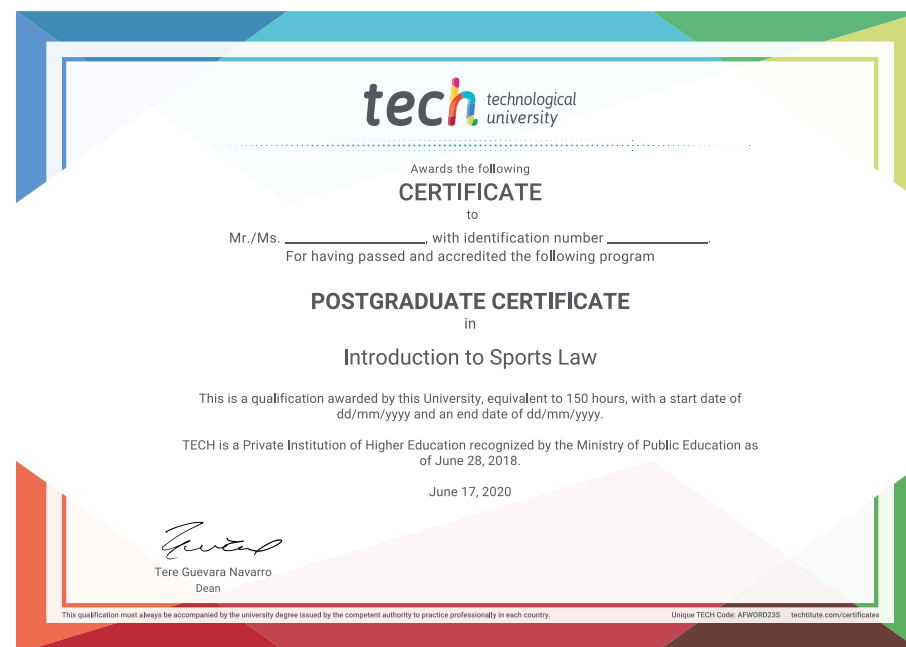 tech technological
university
Awards the following
CERTIFICATE
to
Mr./Ms. ____________________, with identification number ______________.
For having passed and accredited the following program
POSTGRADUATE CERTIFICATE
in
Introduction to Sports Law
This is a qualification awarded by this University, equivalent to 150 hours, with a start date of
dd/mm/yyyy and an end date of dd/mm/yyyy.
TECH is a Private Institution of Higher Education recognized by the Ministry of Public Education as
of June 28, 2018.
June 17, 2020
Tere Guevara Navarro
Dean
This qualification must always be accompanied by the university degree issued by the competent authority to practice professionally in each country.
Unique TECH Code: AFWORD23S techtitute.com/certificates